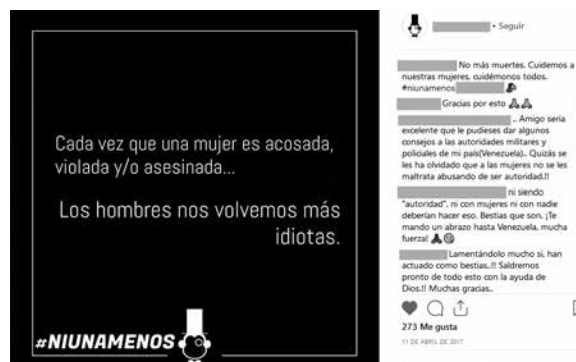 Cada vez que una mujer es acosada,
violada y/o asesinada...
Los hombres nos volvemos más
idiotas.
#NIUNAMENOS
• Seguir
No más muertes. Cuidemos a
nuestras mujeres, cuidémonos todos.
#niunamenos
Gracias por esto
.. Amigo seria
excelente que le pudieses dar algunos
consejos a las autoridades militares y
policiales de mi país(Venezuela).. Quizás se
les ha olvidado que a las mujeres no se les
maltrata abusando de ser autoridad.!!
ni siendo
"autoridad", ni con mujeres ni con nadie
deberían hacer eso. Bestias que son. ¡Te
mando un abrazo hasta Venezuela, mucha
fuerza!
Lamentándolo mucho si, han
actuado como bestias..!! Saldremos
pronto de todo esto con la ayuda de
Dios.!! Muchas gracias..
273 Me gusta
11 DE ABRIL DE 2017